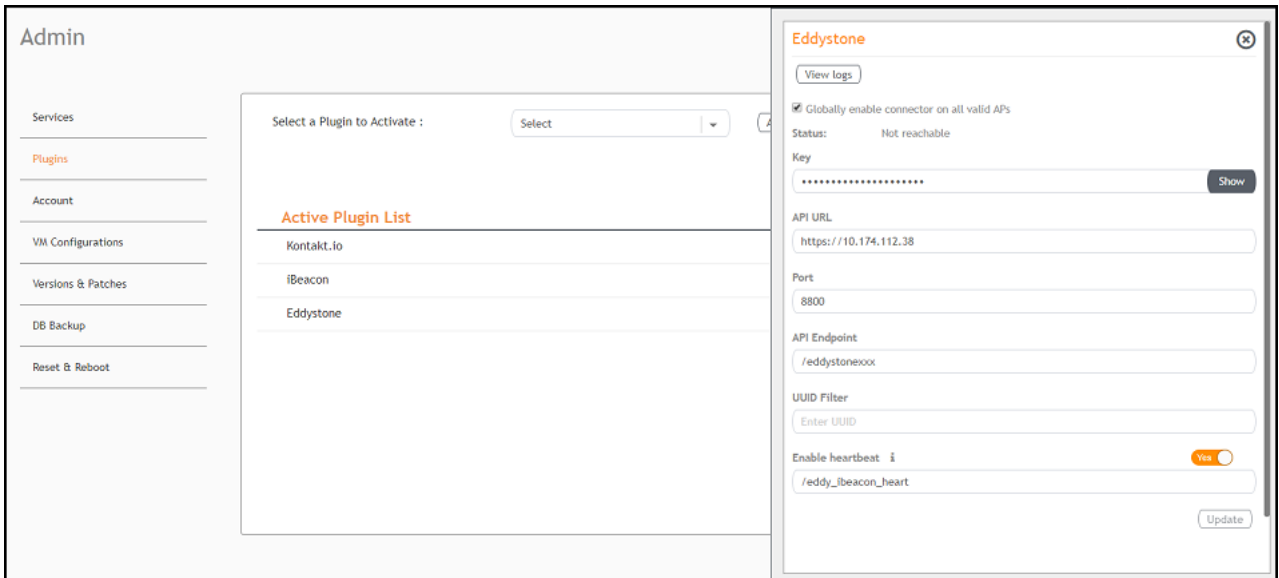 Admin
Services
Plugins
Account
VM Configurations
Versions & Patches
DB Backup
Reset & Reboot
Select a Plugin to Activate :
Select
Active Plugin List
Kontakt.io
iBeacon
Eddystone
Eddystone
View logs
Globally enable connector on all valid APs
Status: Not reachable
Key
•••••••••••••••••••••
Show
API URL
https://10.174.112.38
Port
8800
API Endpoint
/eddystonexxx
UUID Filter
Enter UUID
Enable heartbeat i
Yes
/eddy_ibeacon_heart
Update